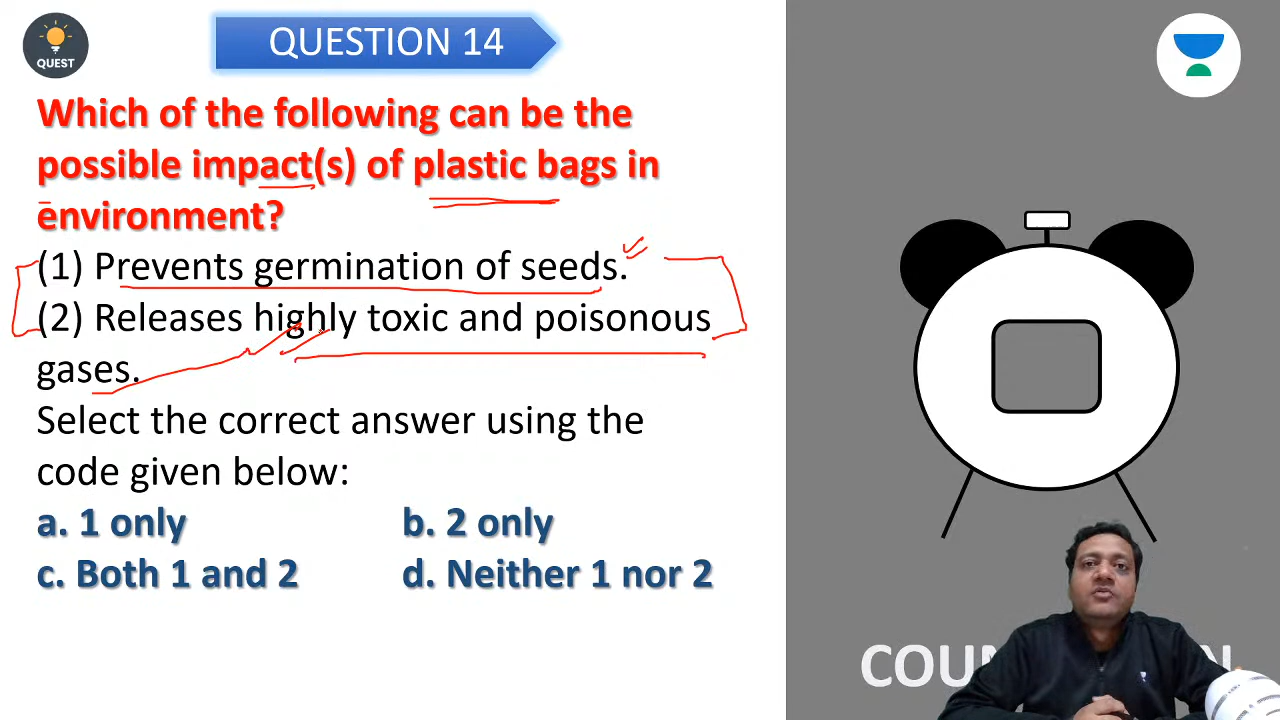 QUEST
QUESTION 14
Which of the following can be the
possible impact(s) of plastic bags in
environment?
(1) Prevents germination of seeds.
(2) Releases highly toxic and poisonous
gases.
Select the correct answer using the
code given below:
a. 1 only
b. 2 only
c. Both 1 and 2
d. Neither 1 nor 2